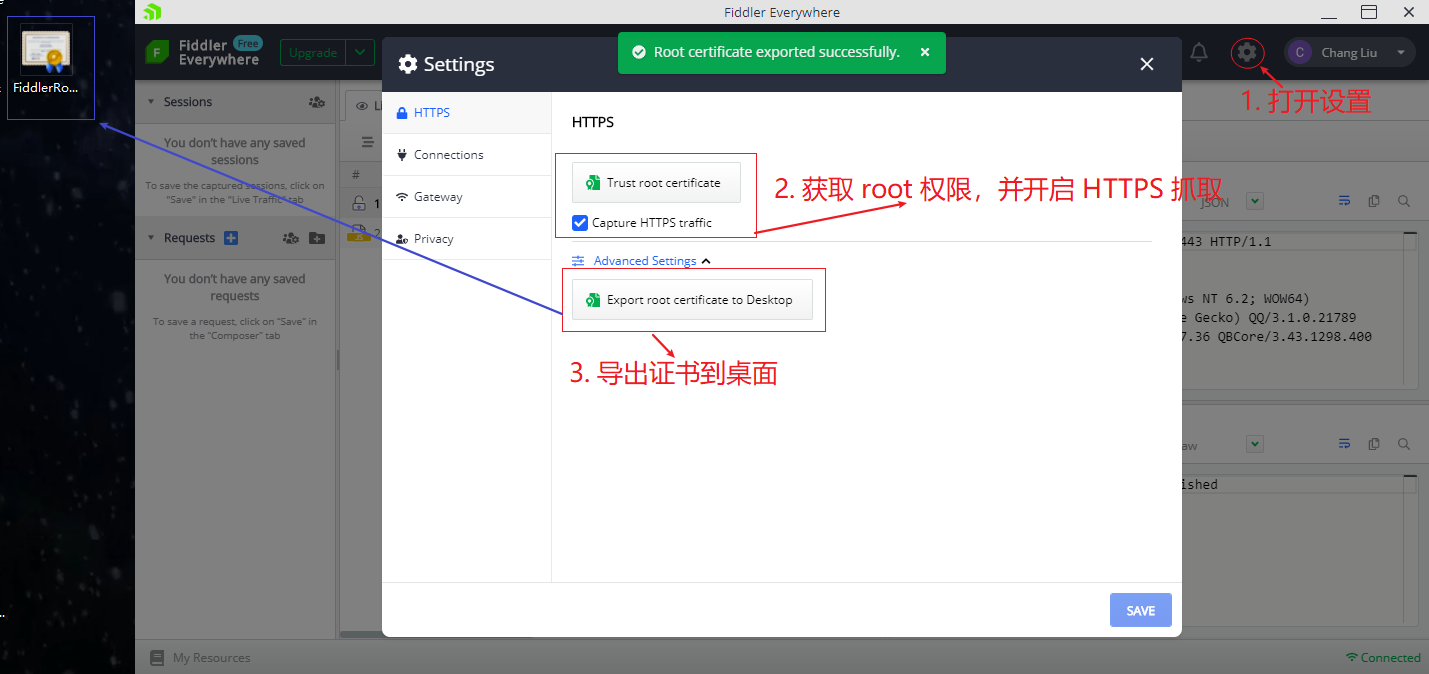 Fiddler Everywhere
FiddlerRo...
Fiddler Everywhere
Free
Upgrade
Root certificate exported successfully.
C
Chang Liu
1. 打开设置
Settings
Sessions
You don't have any saved sessions
To save the captured sessions, click on "Save" in the "Live Traffic" tab
Requests
You don't have any saved requests
To save a request, click on "Save" in the "Composer" tab
#
1
2
HTTPS
Connections
Gateway
Privacy
HTTPS
Trust root certificate
Capture HTTPS traffic
2. 获取 root 权限，并开启 HTTPS 抓取
Advanced Settings
Export root certificate to Desktop
3. 导出证书到桌面
SAVE
JSON
443 HTTP/1.1
ws NT 6.2; WOW64)
e Gecko) QQ/3.1.0.21789
7.36 QBCore/3.43.1298.400
aw
ished
My Resources
Connected